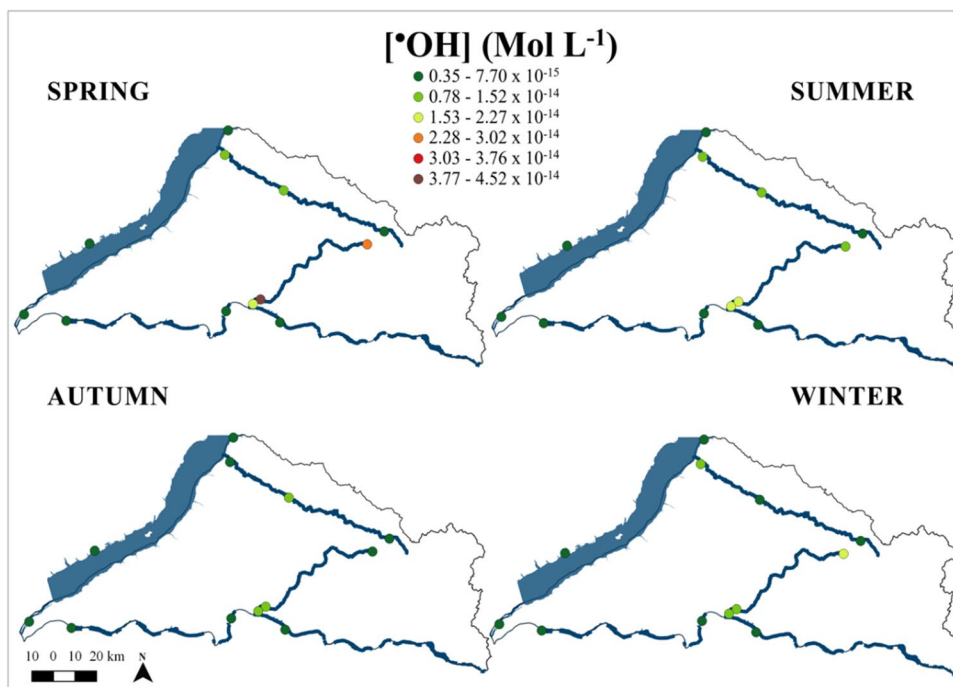 [•OH] (Mol L-1)
SPRING
SUMMER
0.35 - 7.70 x 10-15
0.78 - 1.52 x 10-14
1.53 - 2.27 x 10-14
2.28 - 3.02 x 10-14
3.03 - 3.76 x 10-14
3.77 - 4.52 x 10-14
AUTUMN
WINTER
10 0 10 20 km
N